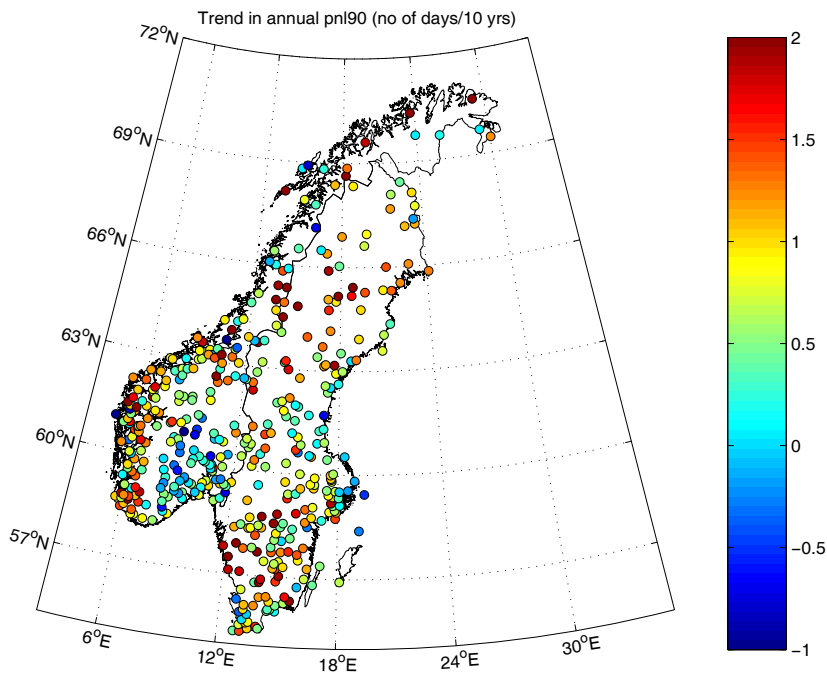 Trend in annual pnl90 (no of days/10 yrs)
72°N
69°N
66°N
63°N
60°N
57°N
6°E
12°E
18°E
24°E
30°E
2
1.5
1
0.5
0
−0.5
−1